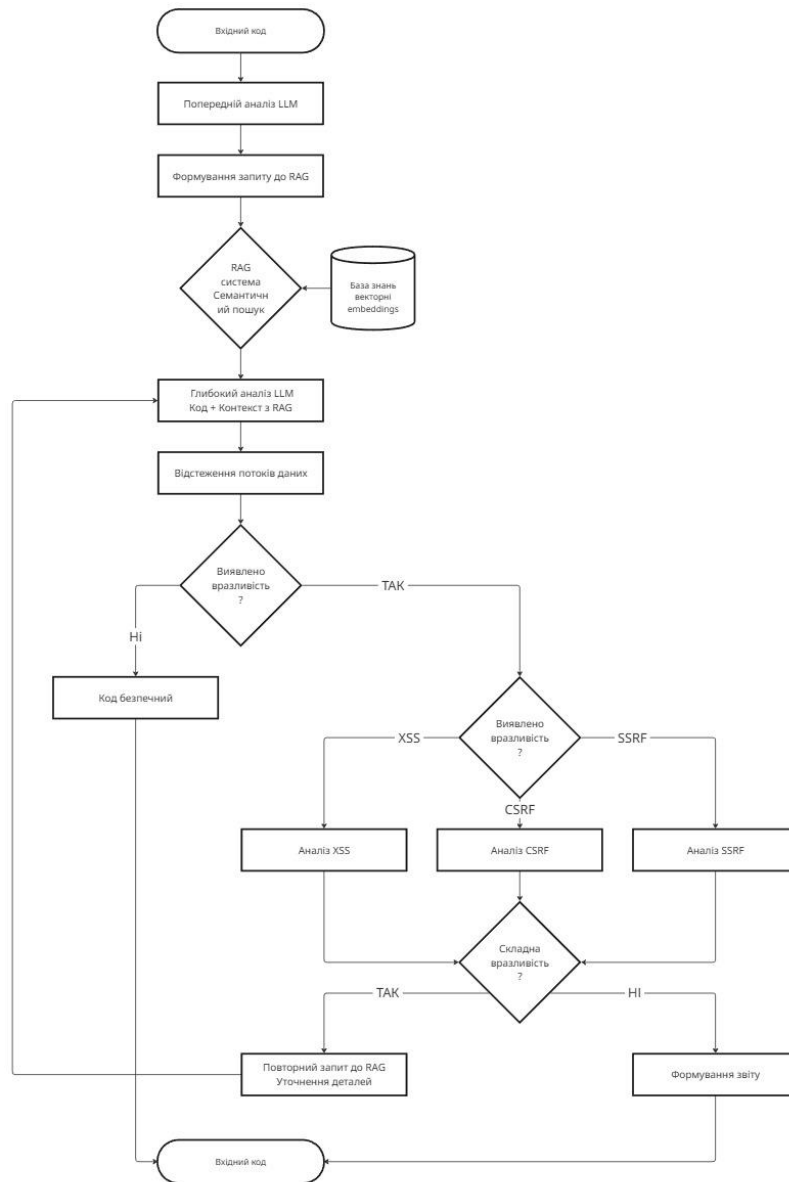 Вхідний код
Попередній аналіз LLM
Формування запиту до RAG
RAG
система
Семантичн
ий пошук
База знань
векторні
embeddings
Глибокий аналіз LLM
Код + Контекст з RAG
Відстеження потоків даних
Виявлено
вразливість
?
ТАК
Ні
Код безпечний
Виявлено
вразливість
?
XSS
SSRF
CSRF
Аналіз XSS
Аналіз CSRF
Аналіз SSRF
Складна
вразливість
?
ТАК
НІ
Повторний запит до RAG
Уточнення деталей
Формування звіту
Вхідний код